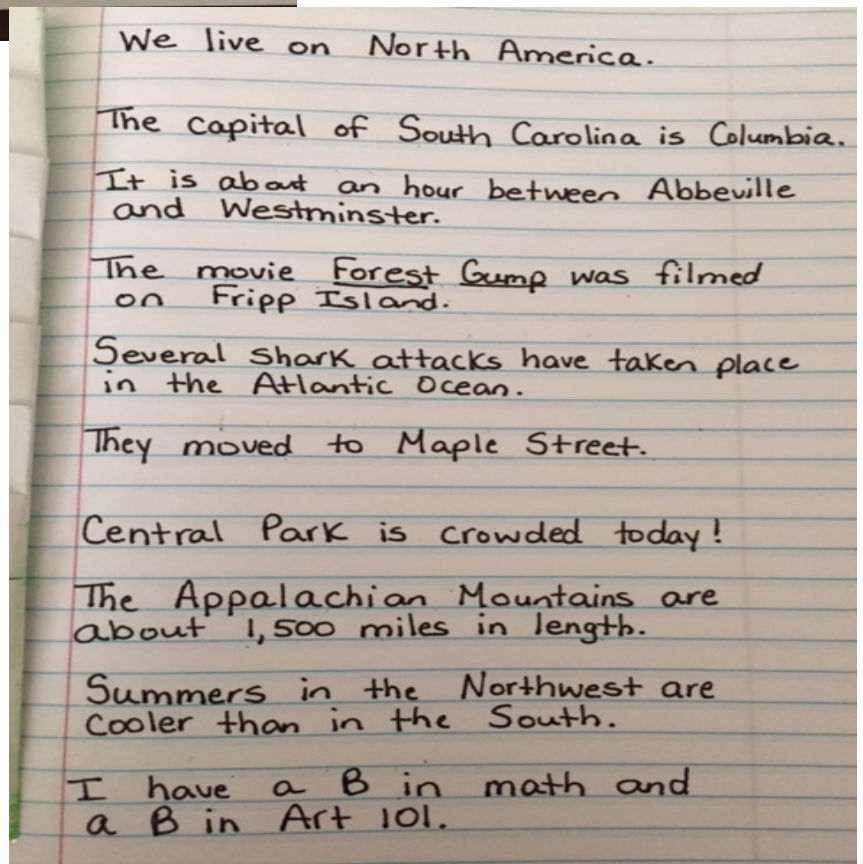 We live on North America.
The capital of South Carolina is Columbia.
It is about an hour between Abbeville
and Westminster.
The movie Forest Gump was filmed
on Fripp Island.
Several shark attacks have taken place
in the Atlantic Ocean.
They moved to Maple Street.
Central Park is crowded today!
The Appalachian Mountains are
about 1,500 miles in length.
Summers in the Northwest are
cooler than in the South.
I have a B in math and
a B in Art 101.